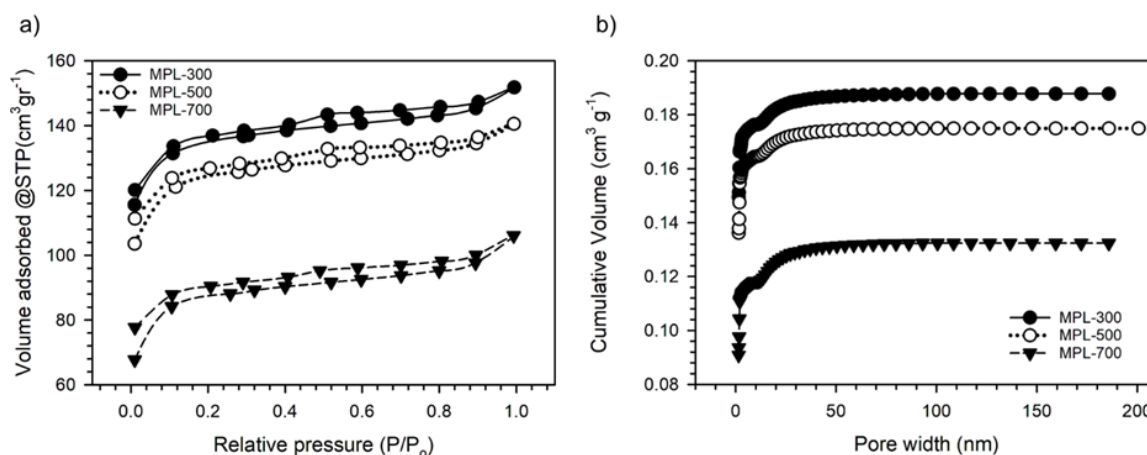 a)
Volume adsorbed @STP(cm³gr⁻¹)
160
140
120
100
80
60
MPL-300
MPL-500
MPL-700
0.0 0.2 0.4 0.6 0.8 1.0
Relative pressure (P/Pₒ)
b)
Cumulative Volume (cm³ g⁻¹)
0.20
0.18
0.16
0.14
0.12
0.10
0.08
MPL-300
MPL-500
MPL-700
0 50 100 150 200
Pore width (nm)